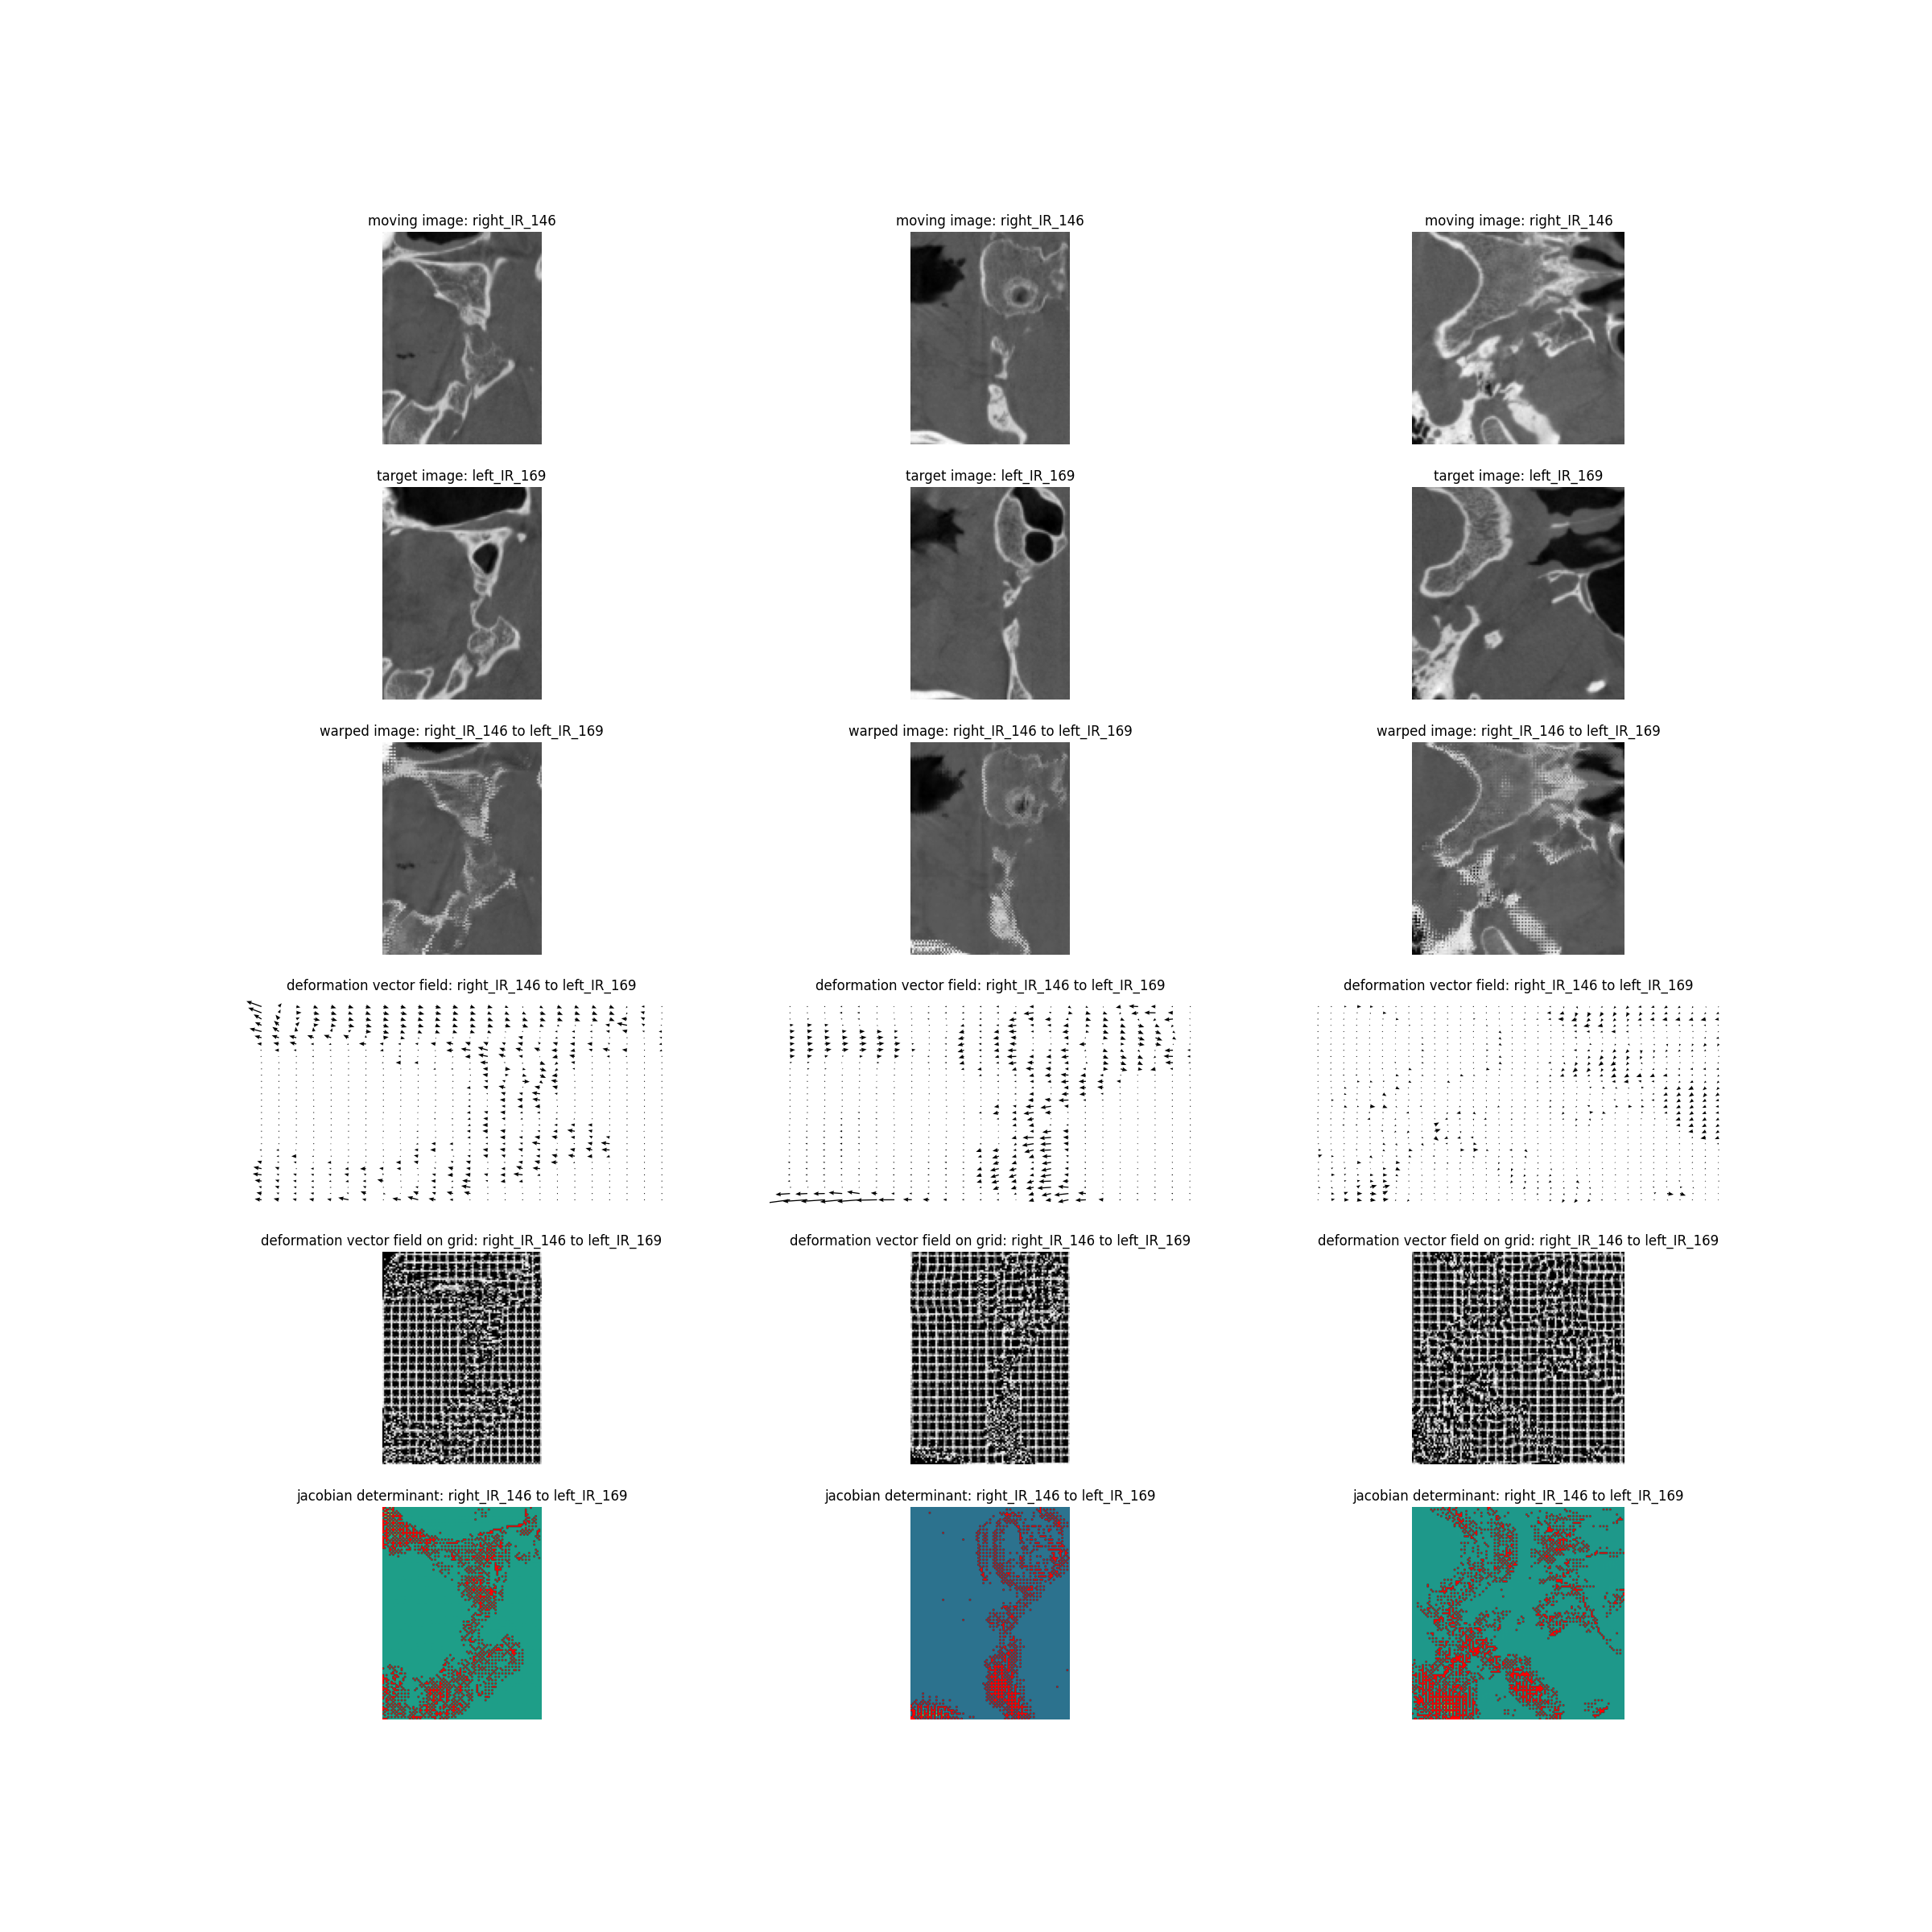 moving image: right_IR_146
moving image: right_IR_146
moving image: right_IR_146
target image: left_IR_169
target image: left_IR_169
target image: left_IR_169
warped image: right_IR_146 to left_IR_169
warped image: right_IR_146 to left_IR_169
warped image: right_IR_146 to left_IR_169
deformation vector field: right_IR_146 to left_IR_169
deformation vector field: right_IR_146 to left_IR_169
deformation vector field: right_IR_146 to left_IR_169
deformation vector field on grid: right_IR_146 to left_IR_169
deformation vector field on grid: right_IR_146 to left_IR_169
deformation vector field on grid: right_IR_146 to left_IR_169
jacobian determinant: right_IR_146 to left_IR_169
jacobian determinant: right_IR_146 to left_IR_169
jacobian determinant: right_IR_146 to left_IR_169